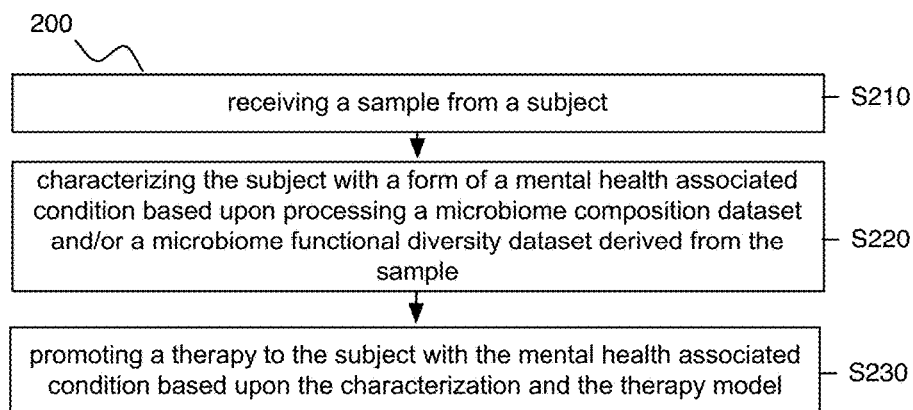 200
receiving a sample from a subject
S210
characterizing the subject with a form of a mental health associated
condition based upon processing a microbiome composition dataset
and/or a microbiome functional diversity dataset derived from the
sample
S220
promoting a therapy to the subject with the mental health associated
condition based upon the characterization and the therapy model
S230